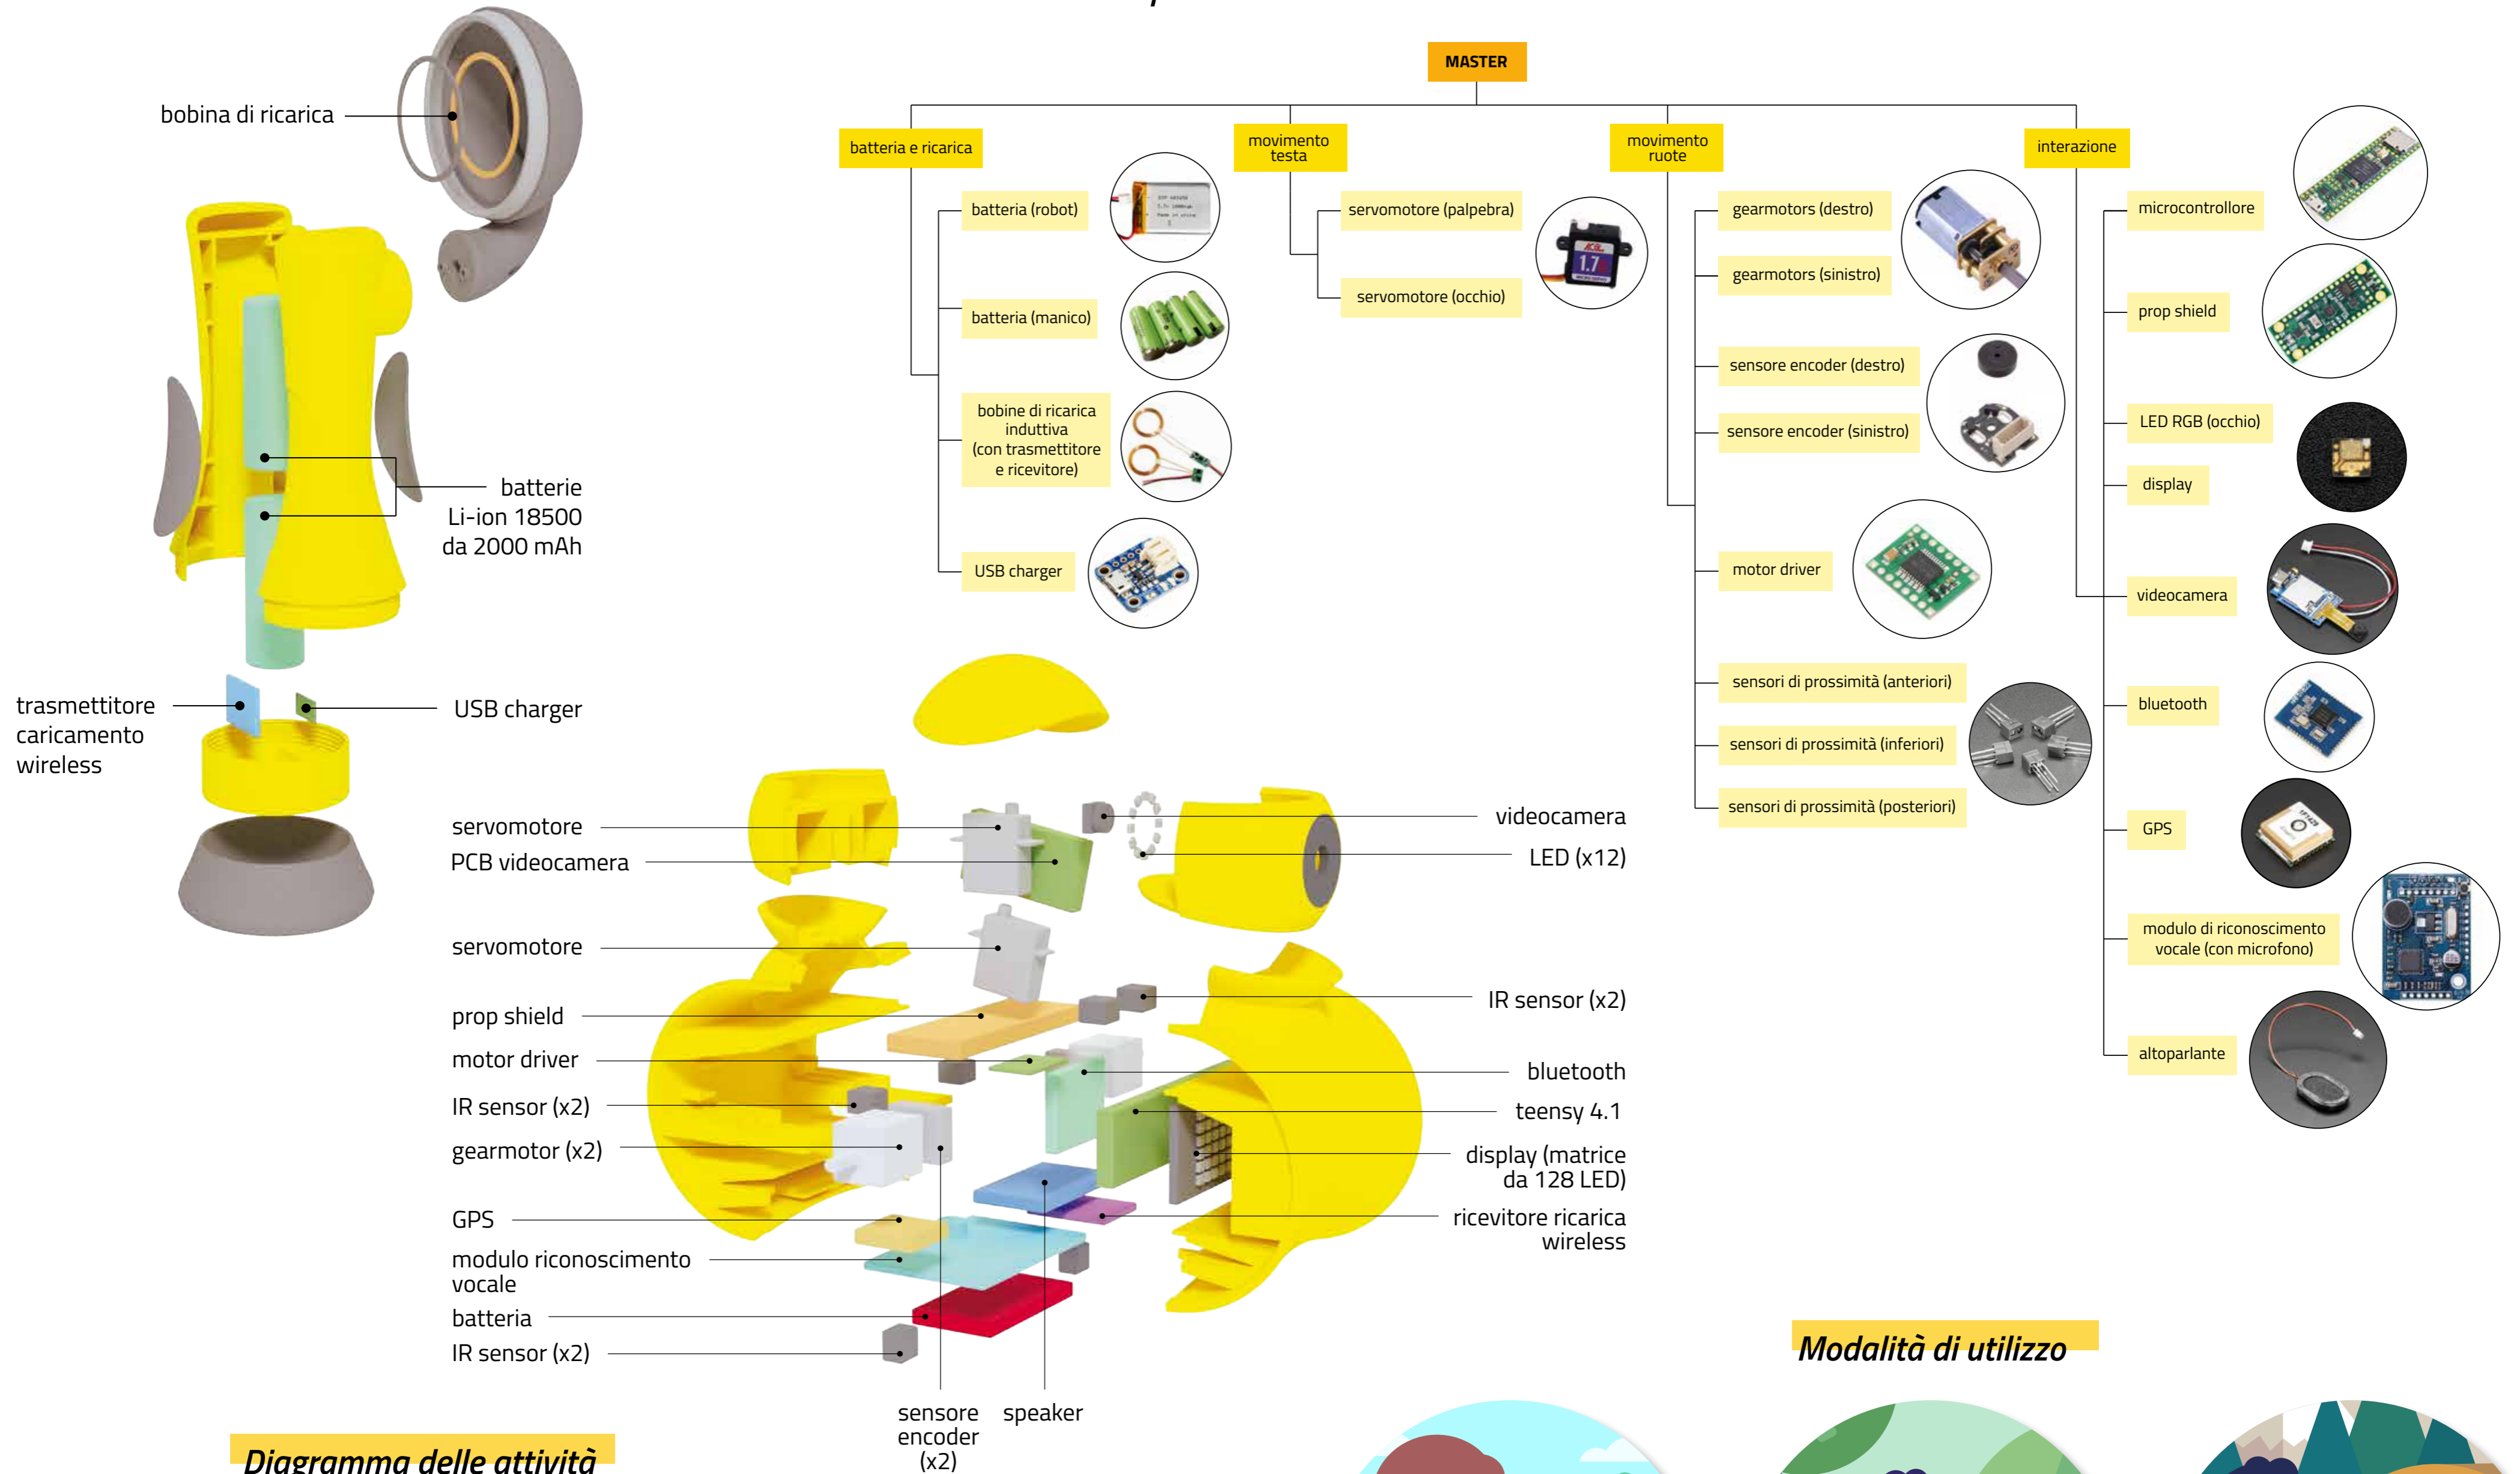 bobina di ricarica
batterie
Li-ion 18500
da 2000 mAh
trasmettitore
caricamento
wireless
USB charger
MASTER
batteria e ricarica
batteria (robot)
batteria (manico)
bobine di ricarica
induttiva
(con trasmettitore
e ricevitore)
USB charger
movimento
testa
servomotore (palpebra)
servomotore (occhio)
1.7
movimento
ruote
gearmotors (destro)
gearmotors (sinistro)
sensore encoder (destro)
sensore encoder (sinistro)
motor driver
sensori di prossimità (anteriori)
sensori di prossimità (inferiori)
sensori di prossimità (posteriori)
interazione
microcontrollore
prop shield
LED RGB (occhio)
display
videocamera
bluetooth
GPS
modulo di riconoscimento
vocale (con microfono)
altoparlante
servomotore
PCB videocamera
servomotore
prop shield
motor driver
IR sensor (x2)
gearmotor (x2)
GPS
modulo riconoscimento
vocale
batteria
IR sensor (x2)
sensore
encoder
(x2)
speaker
videocamera
LED (x12)
IR sensor (x2)
bluetooth
teensy 4.1
display (matrice
da 128 LED)
ricevitore ricarica
wireless
Modalità di utilizzo
Diagramma delle attività